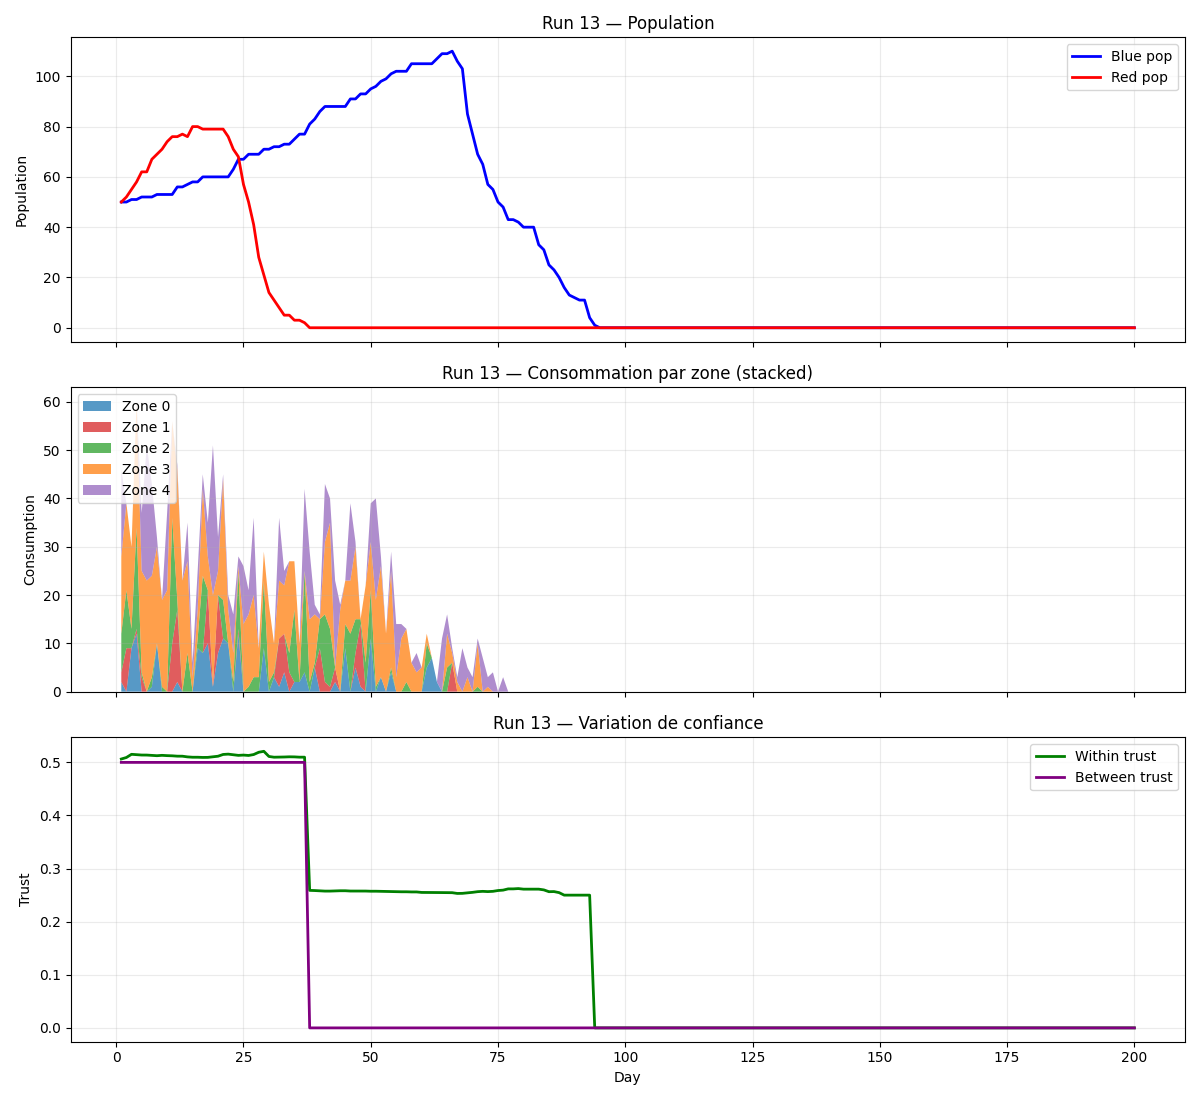 Run 13 — Population
Population
100
80
60
40
20
0
Blue pop
Red pop
Run 13 — Consommation par zone (stacked)
Consumption
60
50
40
30
20
10
0
Zone 0
Zone 1
Zone 2
Zone 3
Zone 4
Run 13 — Variation de confiance
Trust
0.5
0.4
0.3
0.2
0.1
0.0
Within trust
Between trust
0 25 50 75 100 125 150 175 200
Day